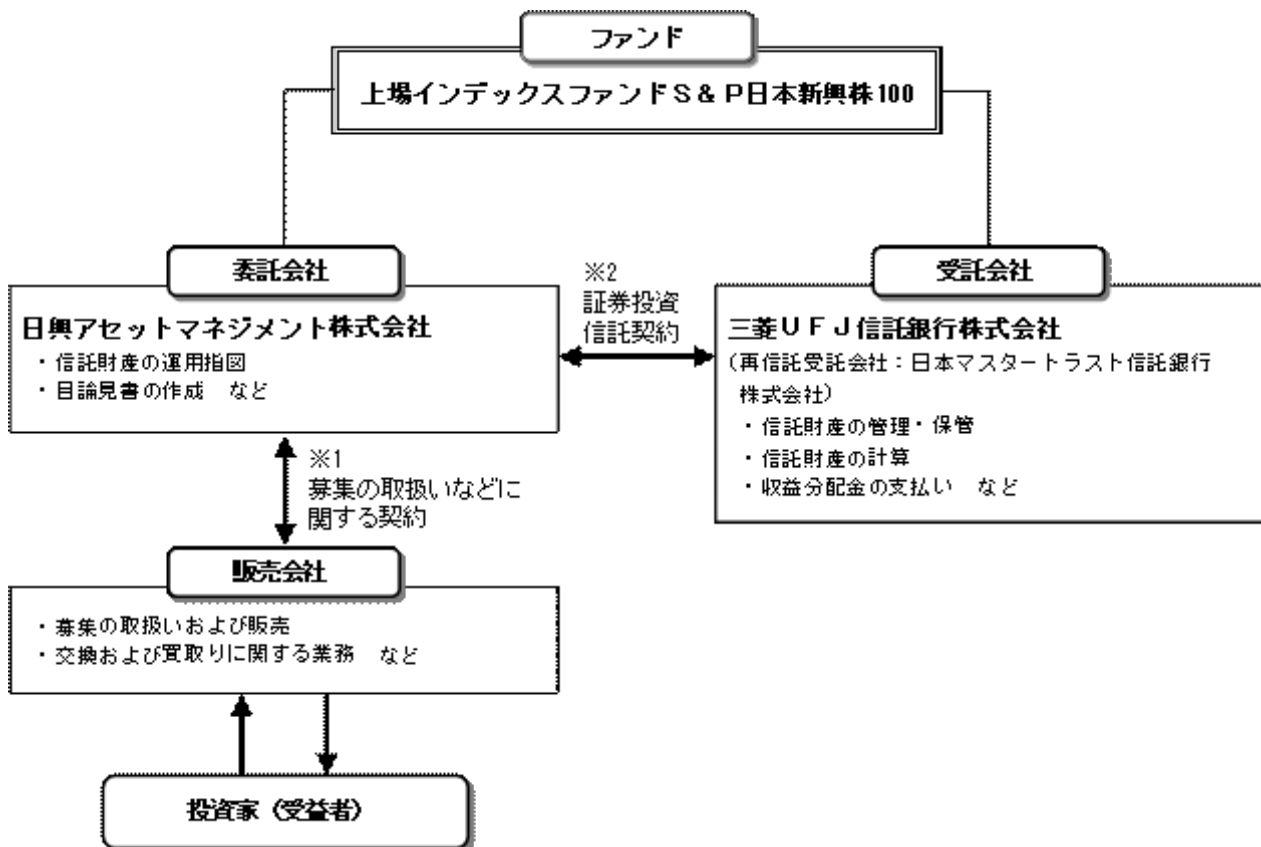 ファンド
上場インデックスファンドS&P日本新興株100
委託会社
日興アセットマネジメント株式会社
・信託財産の運用指図
・目論見書の作成 など
※2
証券投資
信託契約
受託会社
三菱UFJ信託銀行株式会社
(再信託受託会社:日本マスタートラスト信託銀行
株式会社)
・信託財産の管理・保管
・信託財産の計算
・収益分配金の支払い など
※1
募集の取扱いなどに
関する契約
販売会社
・募集の取扱いおよび販売
・交換および買取りに関する業務 など
投資家(受益者)